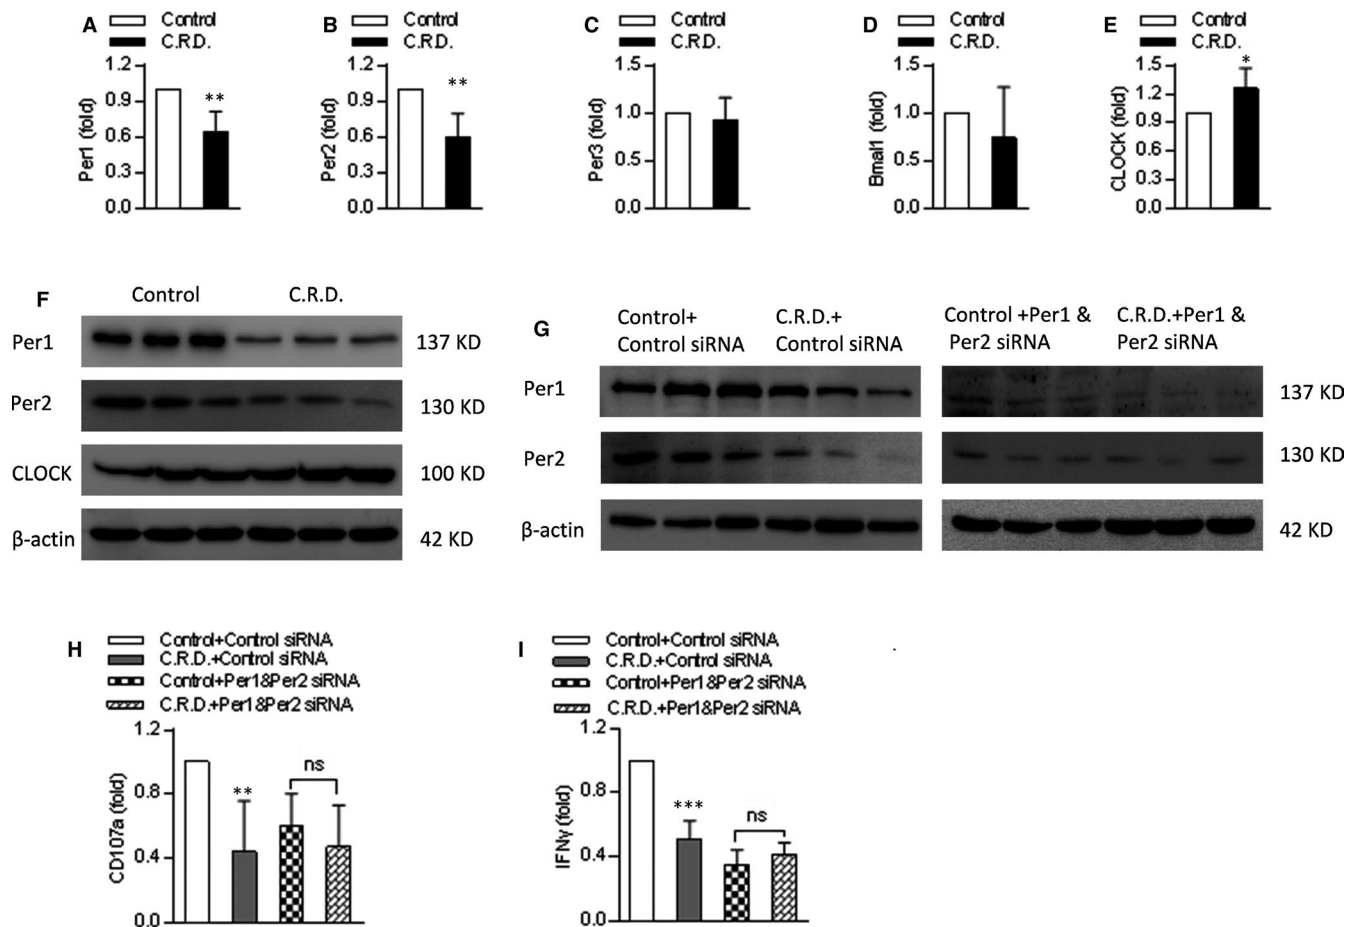 A
Control
C.R.D.
1.2
0.9
0.6
0.3
0.0
Per1 (fold)
**
B
Control
C.R.D.
1.2
0.9
0.6
0.3
0.0
Per2 (fold)
**
C
Control
C.R.D.
1.5
1.0
0.5
0.0
Per3 (fold)
D
Control
C.R.D.
1.5
1.0
0.5
0.0
Bmal1 (fold)
E
Control
C.R.D.
1.5
1.2
0.9
0.6
0.3
0.0
CLOCK (fold)
*
F
Control C.R.D.
Per1 137 KD
Per2 130 KD
CLOCK 100 KD
β-actin 42 KD
G
Control+
Control siRNA
C.R.D.+
Control siRNA
Control +Per1 &
Per2 siRNA
C.R.D.+Per1 &
Per2 siRNA
Per1 137 KD
Per2 130 KD
β-actin 42 KD
H
Control+Control siRNA
C.R.D.+Control siRNA
Control+Per1&Per2 siRNA
C.R.D.+Per1&Per2 siRNA
1.2
0.8
0.4
0.0
CD107a (fold)
**
ns
I
Control+Control siRNA
C.R.D.+Control siRNA
Control+Per1&Per2 siRNA
C.R.D.+Per1&Per2 siRNA
1.2
0.8
0.4
0.0
IFNγ (fold)
***
ns